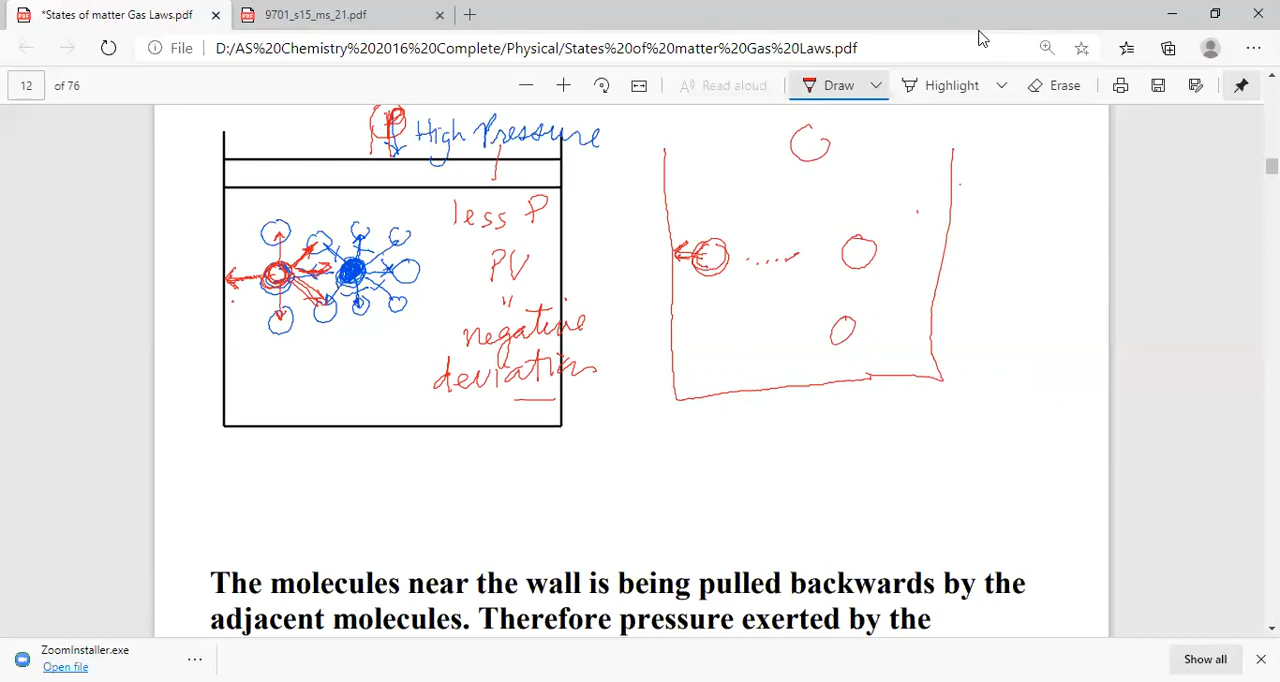 *States of matter Gas Laws.pdf
9701_s15_ms_21.pdf
File
D:/AS%20Chemistry%202016%20Complete/Physical/States%20of%20matter%20Gas%20Laws.pdf
12 of 76
Read aloud
Draw
Highlight
Erase
P High Pressure
less P
PV
"
negative
deviation
The molecules near the wall is being pulled backwards by the
adjacent molecules. Therefore pressure exerted by the
ZoomInstaller.exe
Open file
Show all